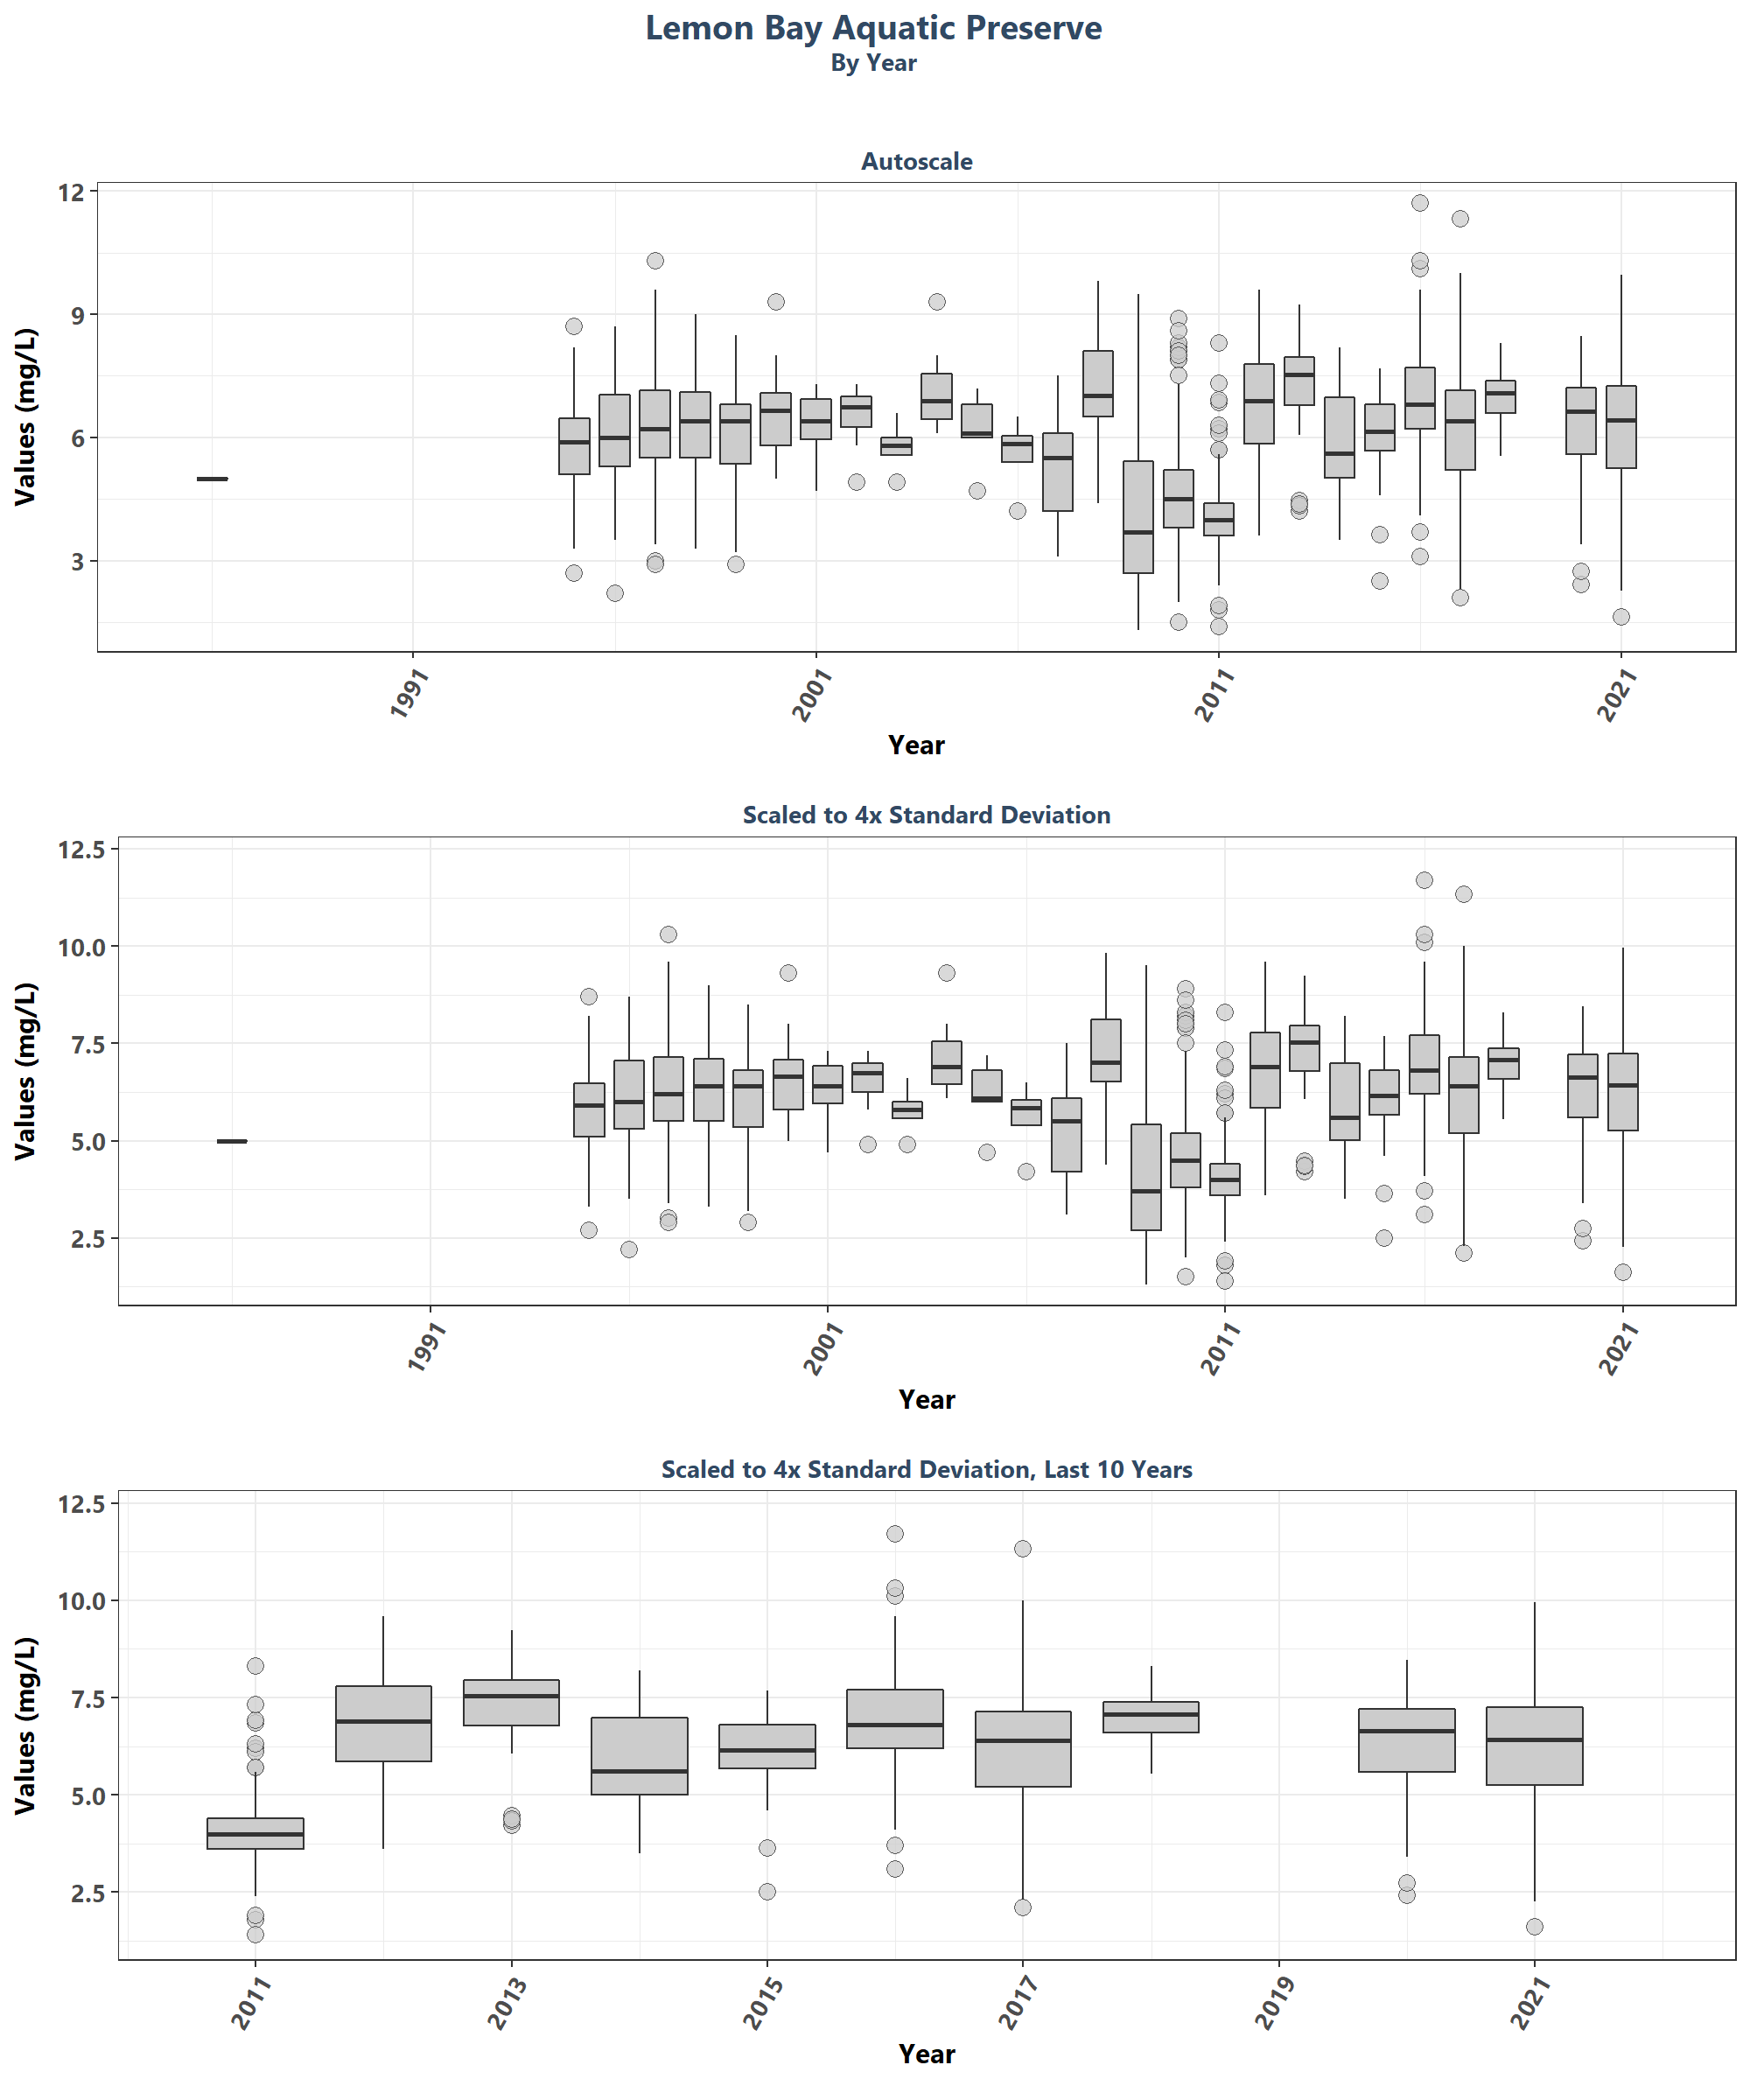 Lemon Bay Aquatic Preserve
By Year
Autoscale
12
9
6
3
Values (mg/L)
1991
2001
2011
2021
Year
Scaled to 4x Standard Deviation
12.5
10.0
7.5
5.0
2.5
Values (mg/L)
1991
2001
2011
2021
Year
Scaled to 4x Standard Deviation, Last 10 Years
12.5
10.0
7.5
5.0
2.5
Values (mg/L)
2011
2013
2015
2017
2019
2021
Year